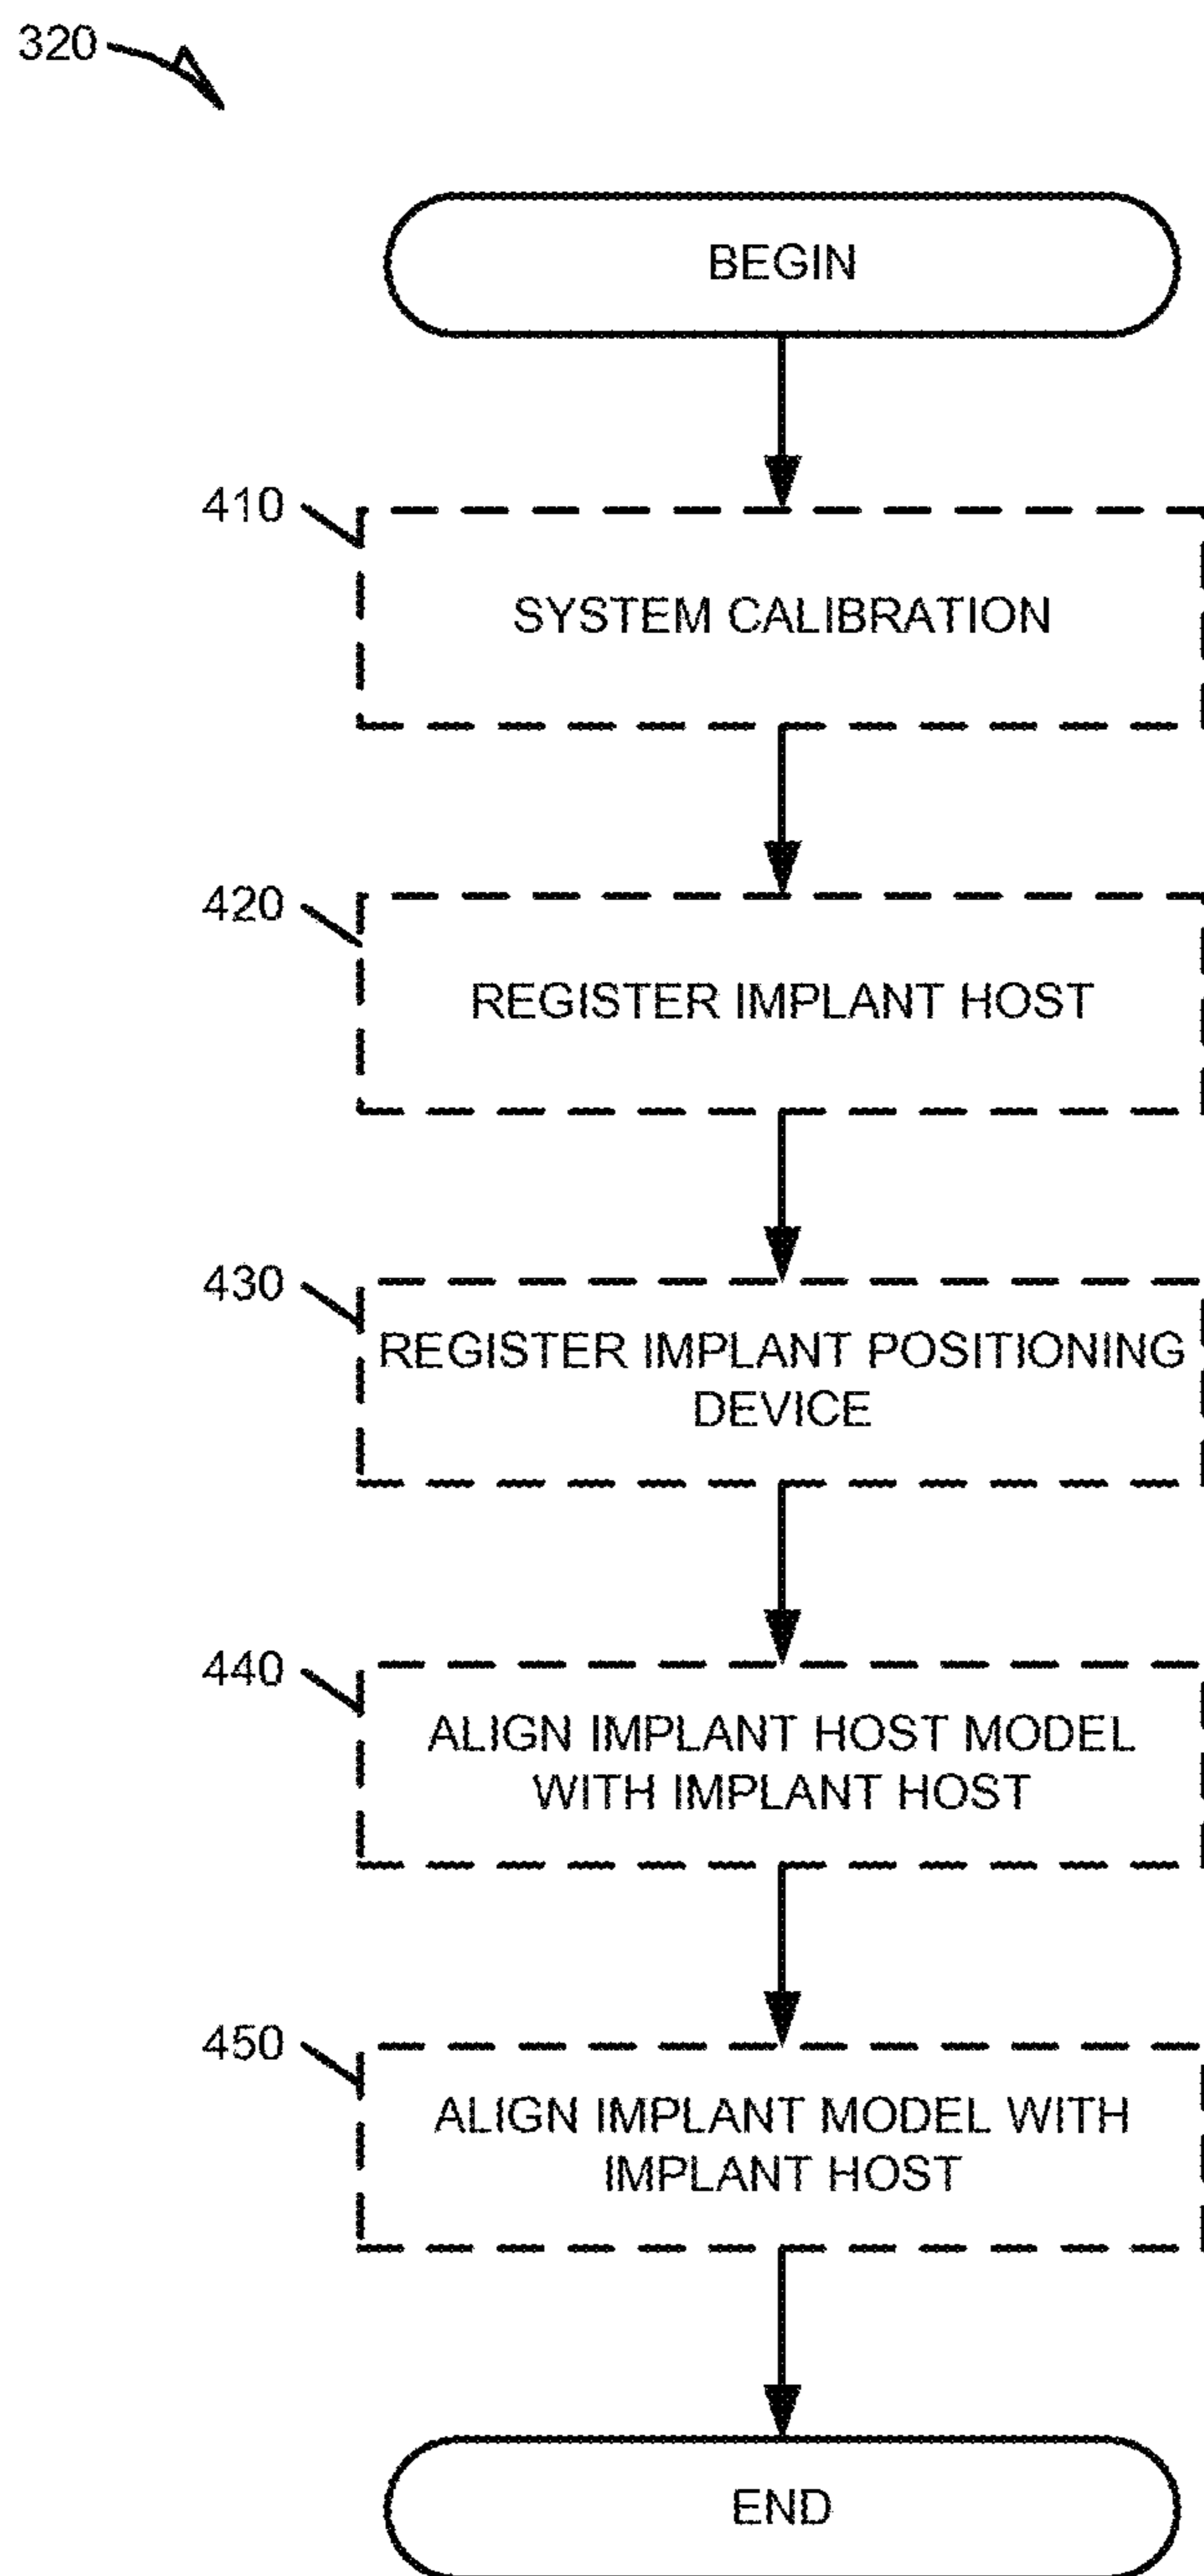 320
BEGIN
410
SYSTEM CALIBRATION
420
REGISTER IMPLANT HOST
430
REGISTER IMPLANT POSITIONING
DEVICE
440
ALIGN IMPLANT HOST MODEL
WITH IMPLANT HOST
450
ALIGN IMPLANT MODEL WITH
IMPLANT HOST
END